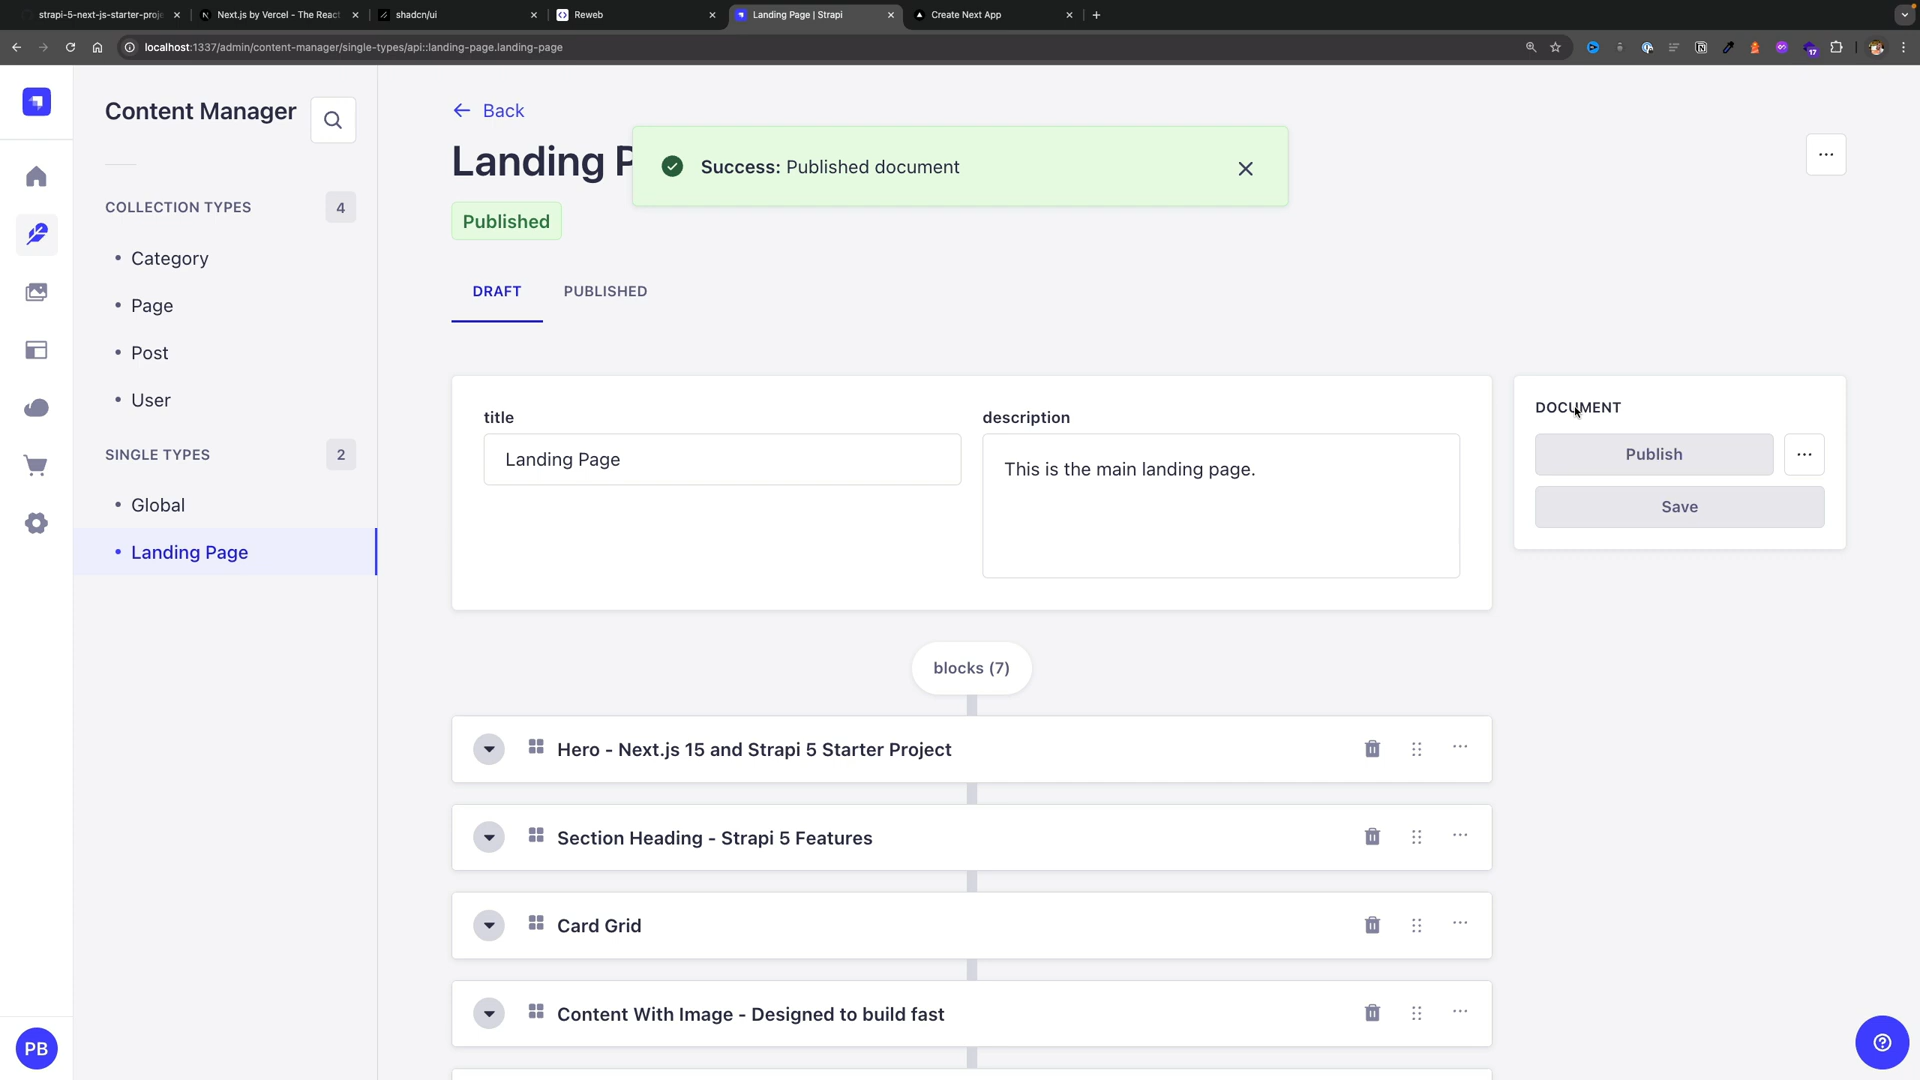 strapi-5-next-js-starter-proje
Next.js by Vercel - The React
shadcn/ui
Reweb
Landing Page | Strapi
Create Next App
localhost:1337/admin/content-manager/single-types/api::landing-page.landing-page
17
Content Manager
COLLECTION TYPES
4
Category
Page
Post
User
SINGLE TYPES
2
Global
Landing Page
PB
Back
Landing P
Success: Published document
Published
DRAFT
PUBLISHED
title
Landing Page
description
This is the main landing page.
DOCUMENT
Publish
Save
blocks (7)
Hero - Next.js 15 and Strapi 5 Starter Project
Section Heading - Strapi 5 Features
Card Grid
Content With Image - Designed to build fast